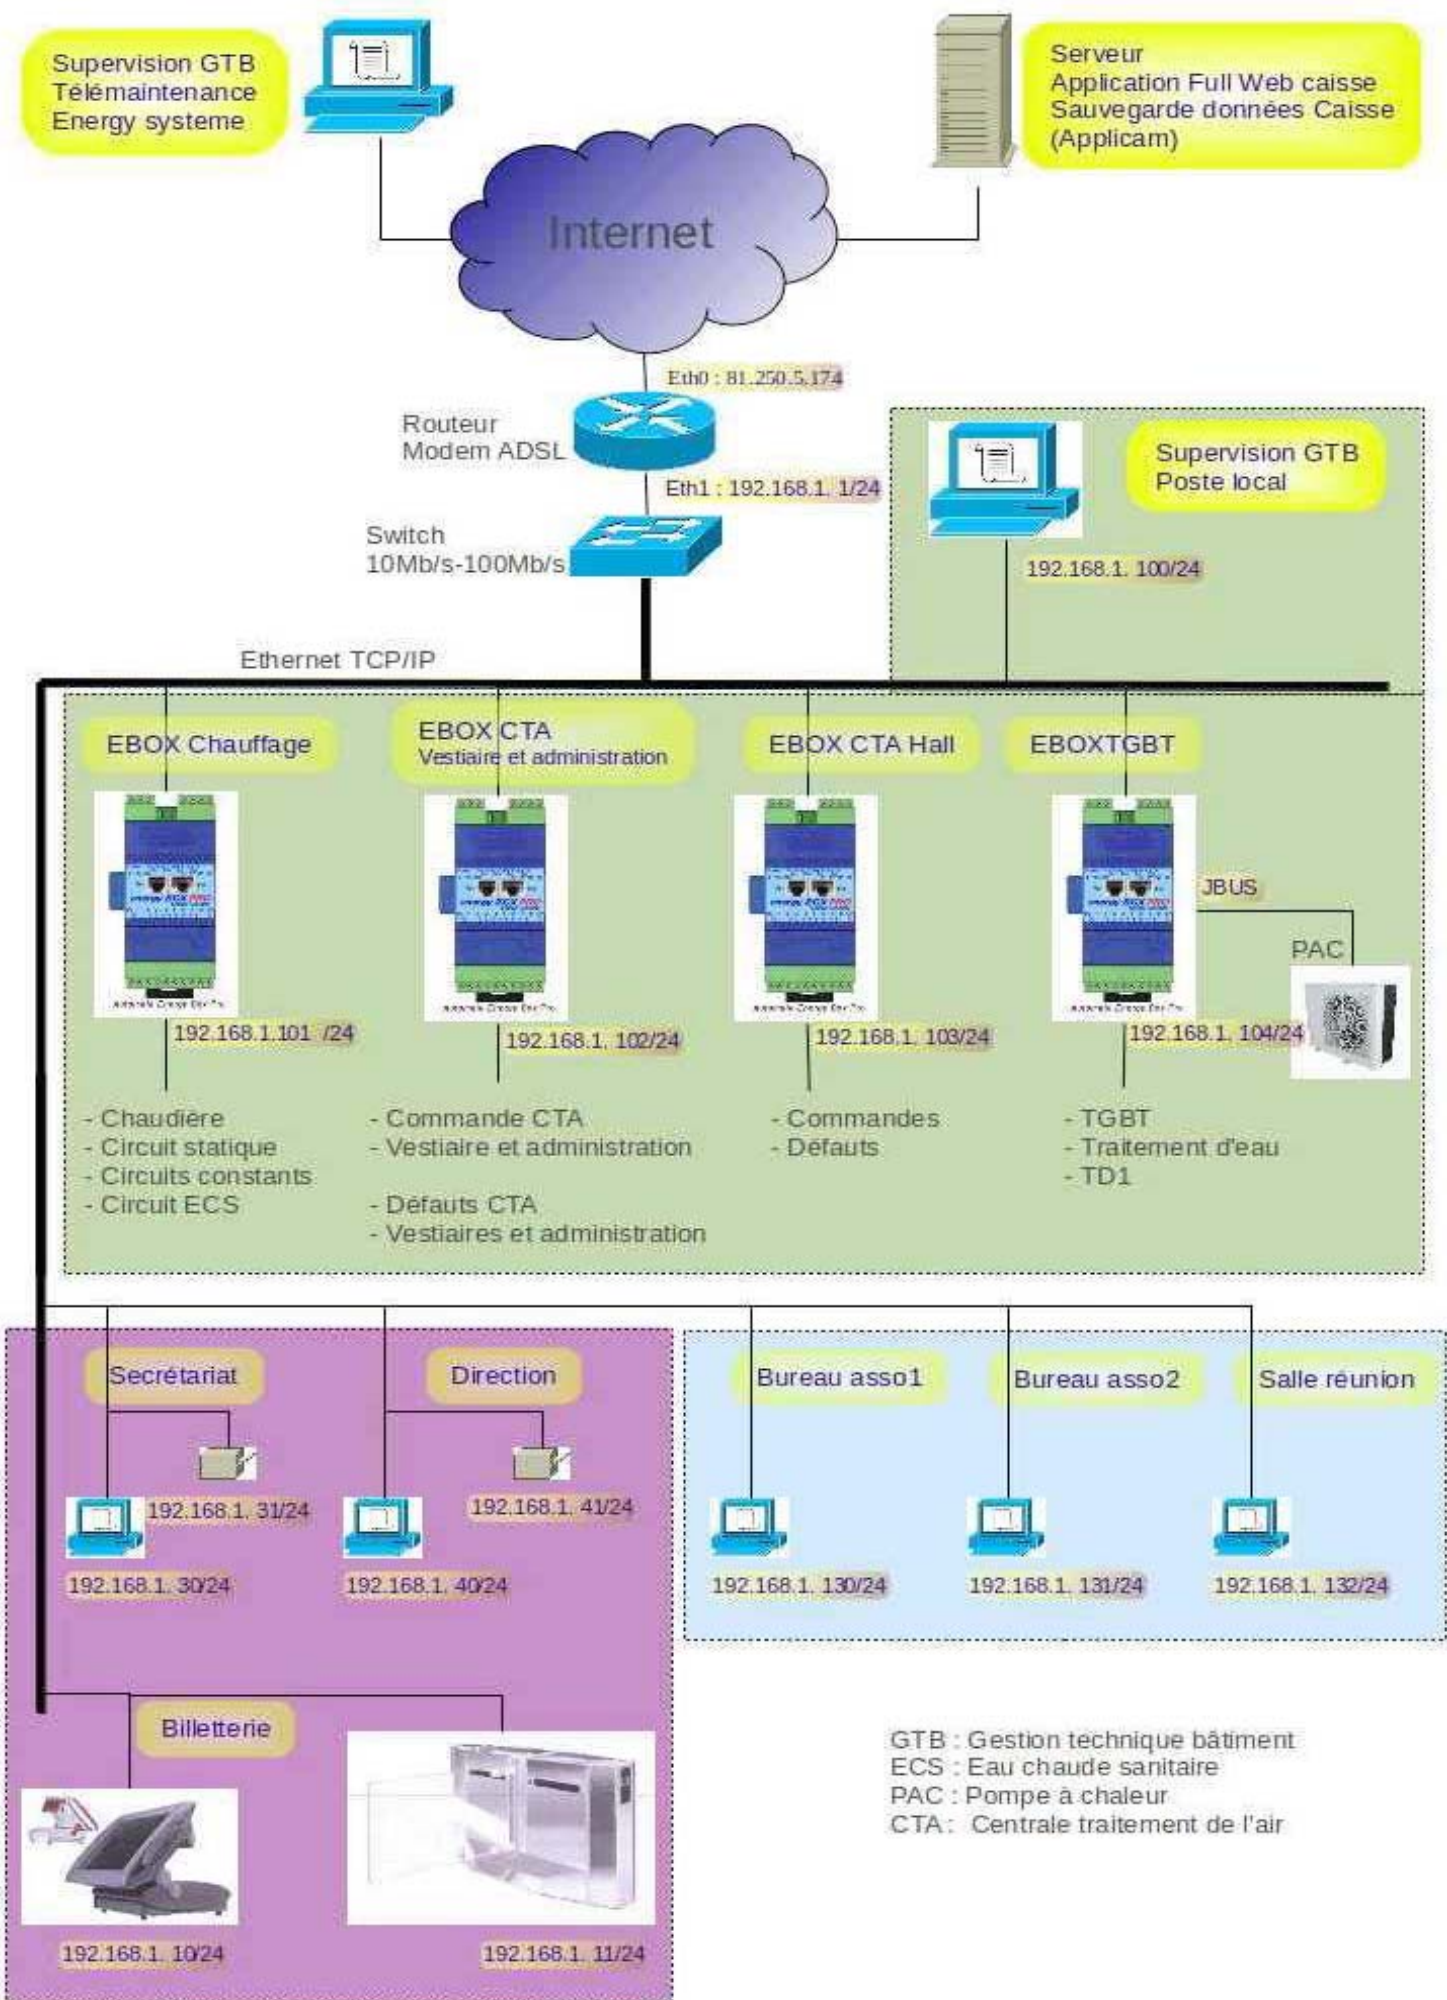 Supervision GTB
Télémaintenance
Energy systeme
Serveur
Application Full Web caisse
Sauvegarde données Caisse
(Applicam)
Internet
Eth0 : 81.250.5.174
Routeur
Modem ADSL
Eth1 : 192.168.1. 1/24
Switch
10Mb/s-100Mb/s
Supervision GTB
Poste local
192.168.1. 100/24
Ethernet TCP/IP
EBOX Chauffage
EBOX CTA
Vestiaire et administration
EBOX CTA Hall
EBOXTGBT
JBUS
PAC
192.168.1.101 /24
192.168.1. 102/24
192.168.1. 103/24
192.168.1. 104/24
- Chaudière
- Circuit statique
- Circuits constants
- Circuit ECS
- Commande CTA
- Vestiaire et administration
- Défauts CTA
- Vestiaires et administration
- Commandes
- Défauts
- TGBT
- Traitement d'eau
- TD1
Secrétariat
Direction
192.168.1. 31/24
192.168.1. 41/24
192.168.1. 30/24
192.168.1. 40/24
Bureau asso1
Bureau asso2
Salle réunion
192.168.1. 130/24
192.168.1. 131/24
192.168.1. 132/24
Billetterie
192.168.1. 10/24
192.168.1. 11/24
GTB : Gestion technique bâtiment
ECS : Eau chaude sanitaire
PAC : Pompe à chaleur
CTA : Centrale traitement de l'air